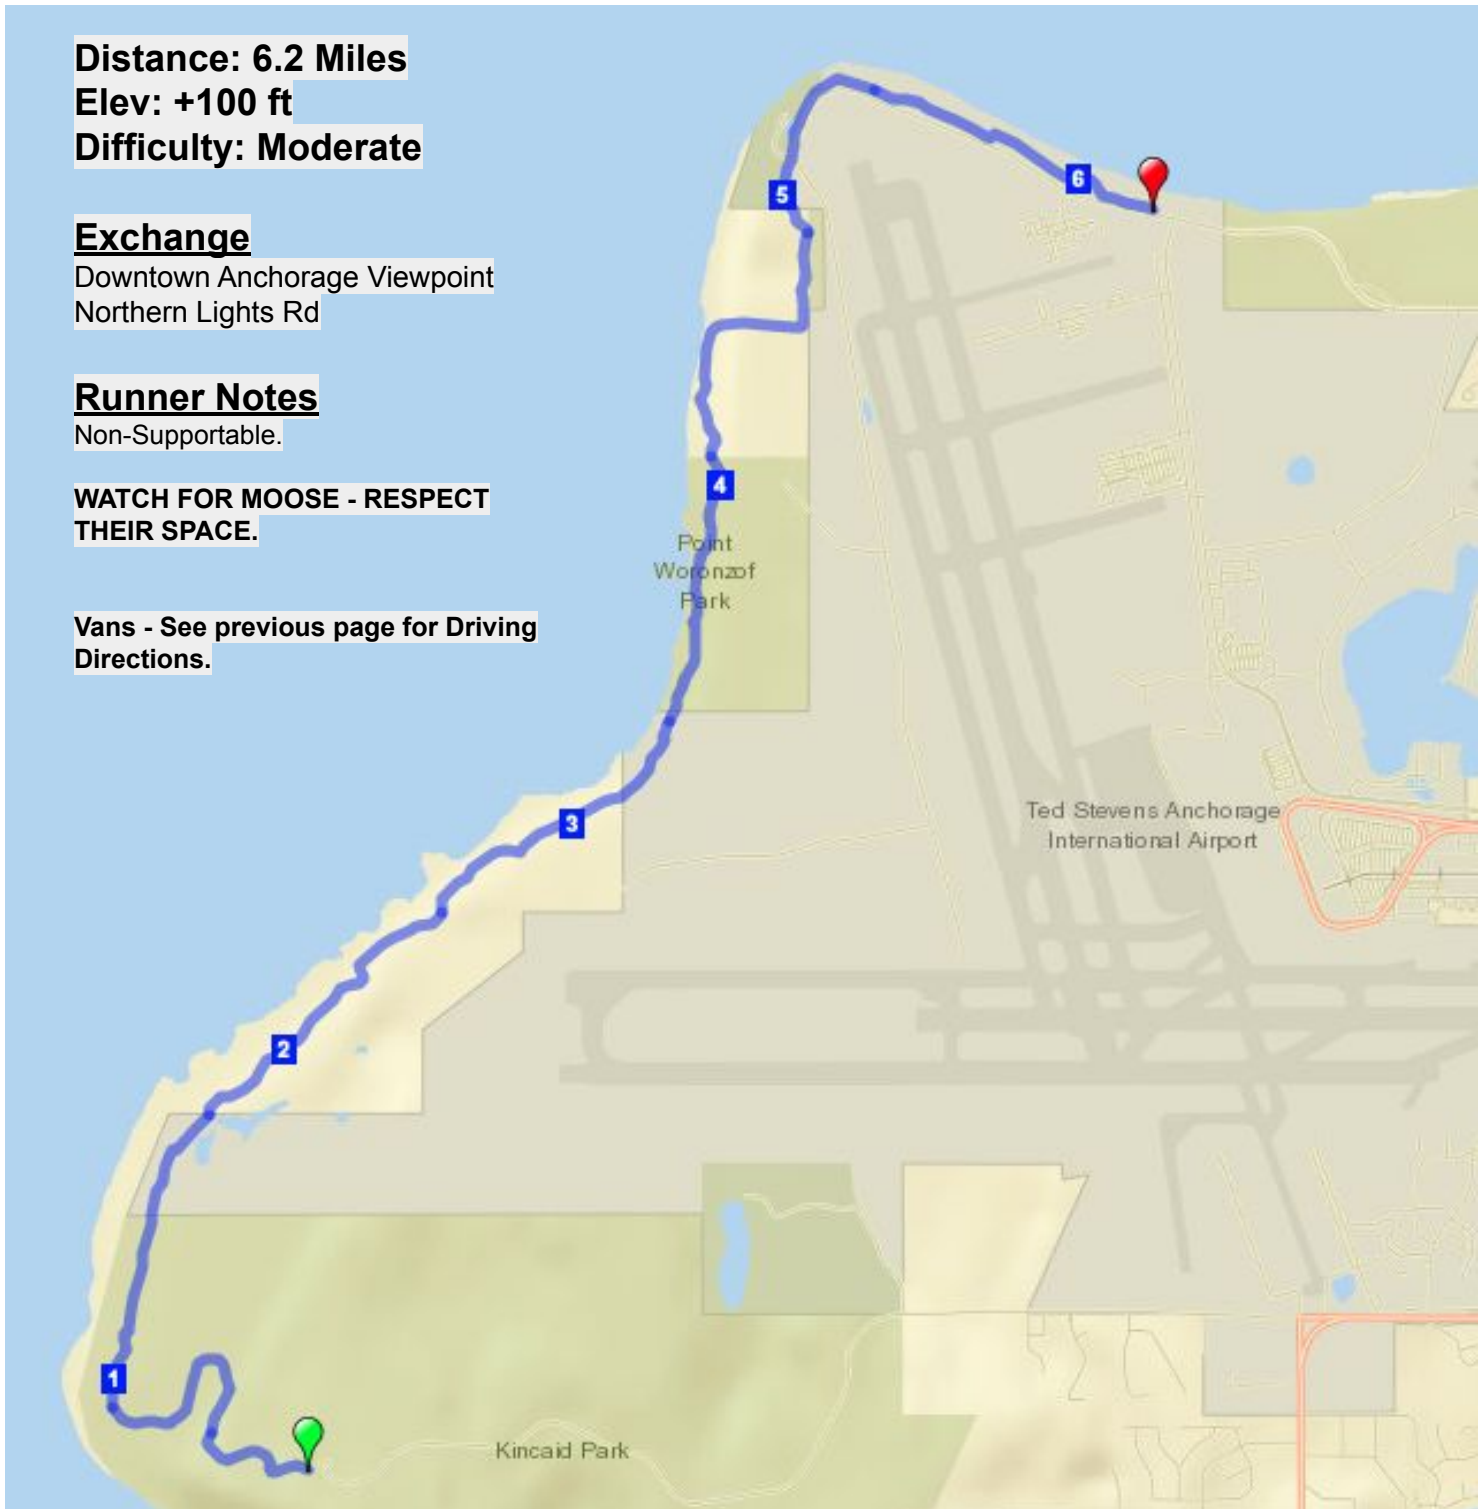 Distance: 6.2 Miles
Elev: +100 ft
Difficulty: Moderate
Exchange
Downtown Anchorage Viewpoint
Northern Lights Rd
Runner Notes
Non-Supportable.
WATCH FOR MOOSE - RESPECT
THEIR SPACE.
Vans - See previous page for Driving
Directions.
5
6
4
Point
Woronzof
Park
3
Ted Stevens Anchorage
International Airport
2
1
Kincaid Park